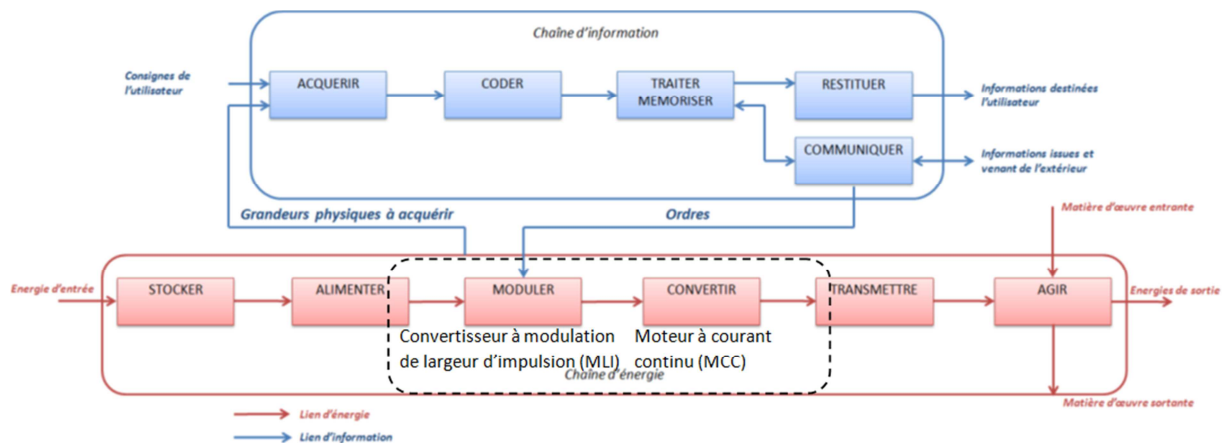 Chaîne d'information
Consignes de
l'utilisateur
ACQUERIR
CODER
TRAITER
MEMORISER
RESTITUER
Informations destinées
l'utilisateur
COMMUNIQUER
Informations issues et
venant de l'extérieur
Grandeurs physiques à acquérir
Ordres
Matière d'œuvre entrante
Energie d'entrée
STOCKER
ALIMENTER
MODULER
CONVERTIR
TRANSMETTRE
AGIR
Energies de sortie
Convertisseur à modulation
de largeur d'impulsion (MLI)
Moteur à courant
continu (MCC)
Chaîne d'énergie
Matière d'œuvre sortante
Lien d'énergie
Lien d'information